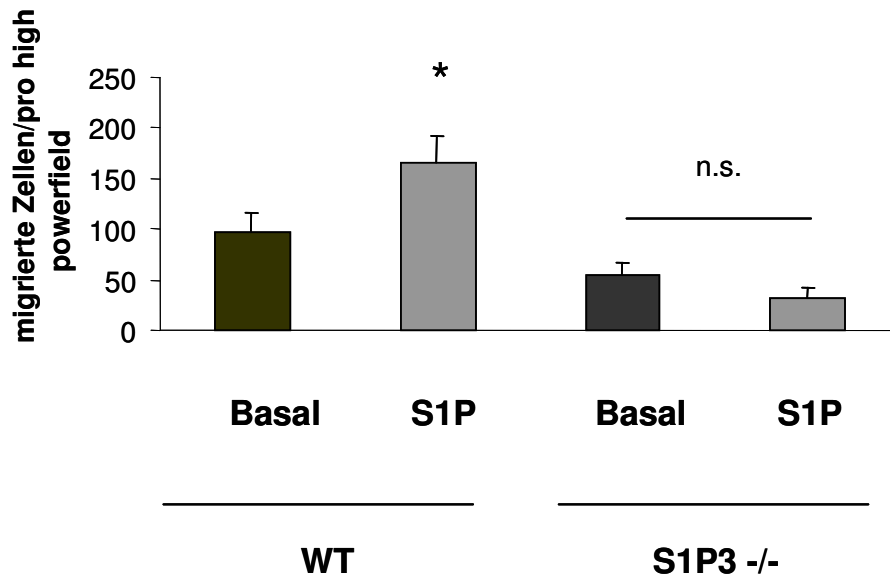 migrierte Zellen/pro high
powerfield
250
200
150
100
50
0
*
n.s.
Basal S1P Basal S1P
WT S1P3 -/-